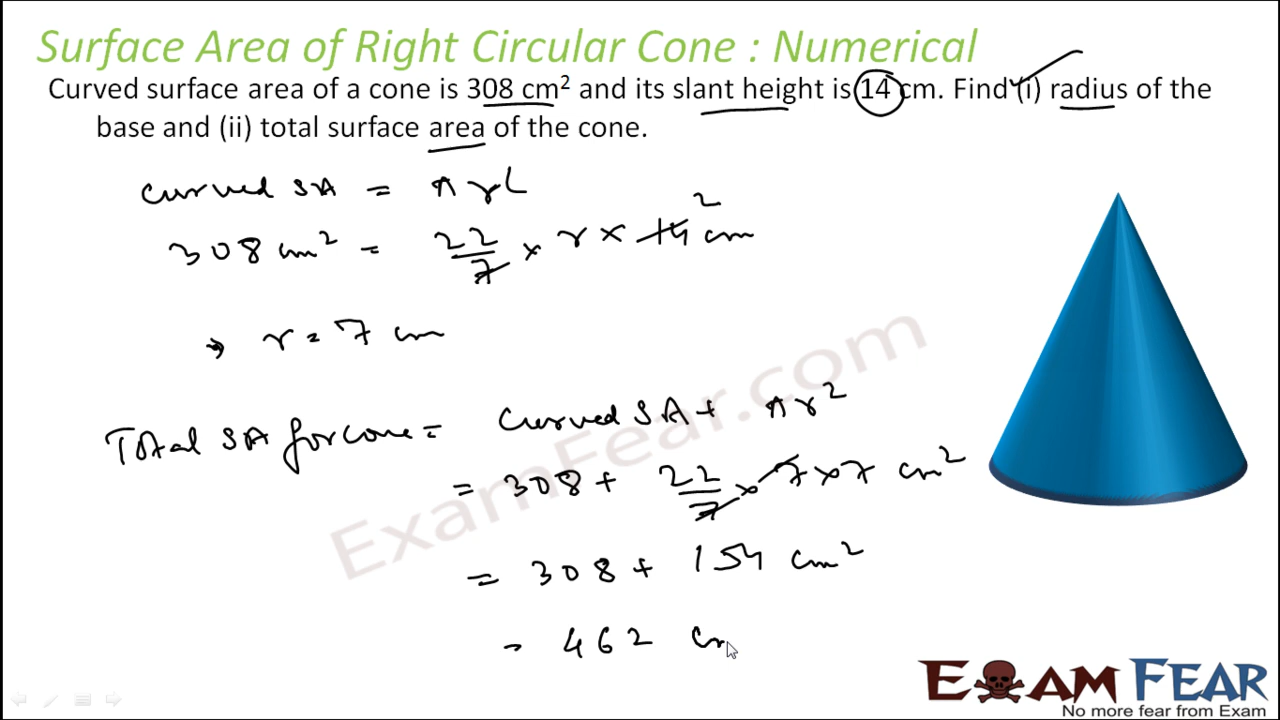 Surface Area of Right Circular Cone : Numerical
Curved surface area of a cone is 308 cm² and its slant height is 14 cm. Find (i) radius of the
base and (ii) total surface area of the cone.
Curved SA = πrL
308 cm² = 22/7 × r × 14 cm
2
→ r = 7 cm
Total SA for cone = Curved SA + πr²
= 308 + 22/7 × 7 × 7 cm²
= 308 + 154 cm²
= 462 cm
ExamFear.com
EXAM FEAR
No more fear from Exam